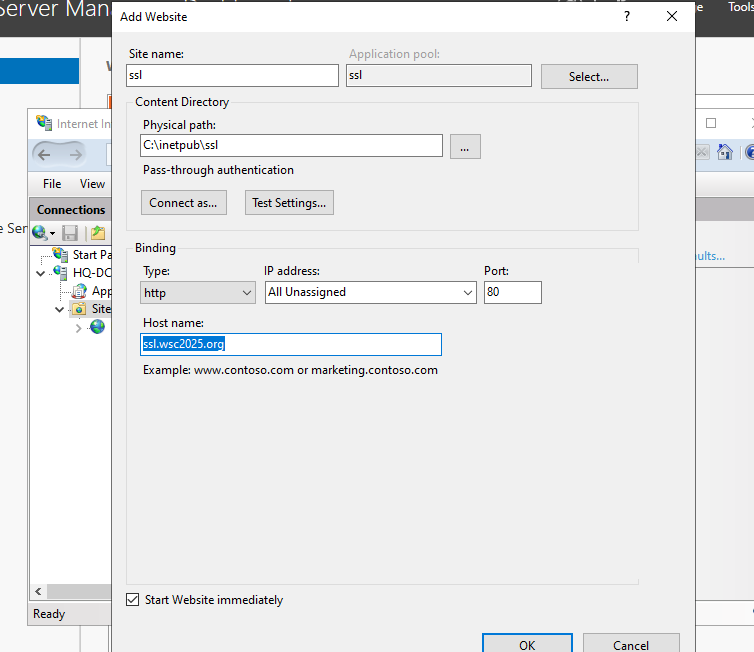 Server Man
Tools
Add Website
?
Site name:
Application pool:
ssl
ssl
Select...
Content Directory
Physical path:
C:\inetpub\ssl
...
Pass-through authentication
Connect as...
Test Settings...
Binding
Type:
IP address:
Port:
http
All Unassigned
80
Host name:
ssl.wsc2025.org
Example: www.contoso.com or marketing.contoso.com
Start Website immediately
OK
Cancel
Internet In
File
View
Connections
Start Pa
HQ-DC
App
Site
e Ser
ults...
Ready